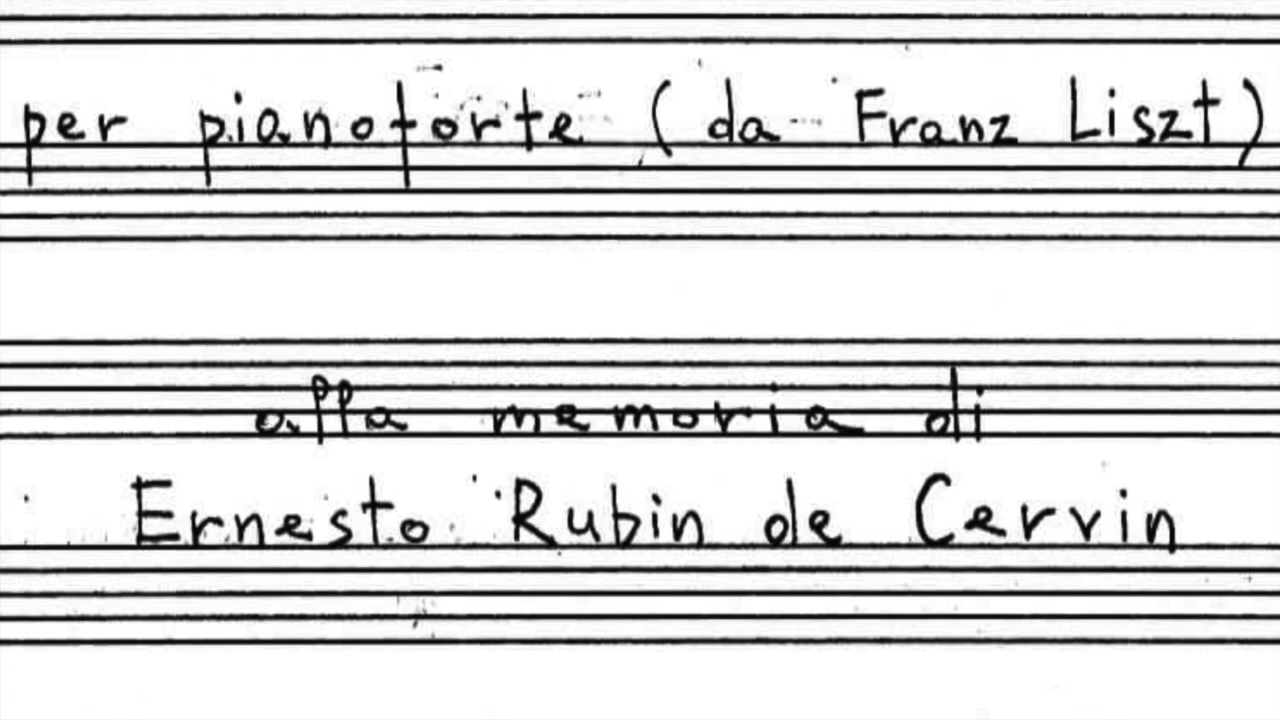 per pianoforte (da Franz Liszt)
alla memoria di
Ernesto Rubin de Cervin